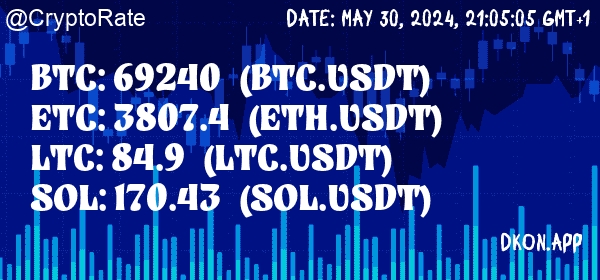 @CryptoRate
DATE: MAY 30, 2024, 21:05:05 GMT+1
BTC: 69240 (BTC.USDT)
ETC: 3807.4 (ETH.USDT)
LTC: 84.9 (LTC.USDT)
SOL: 170.43 (SOL.USDT)
DKON.APP